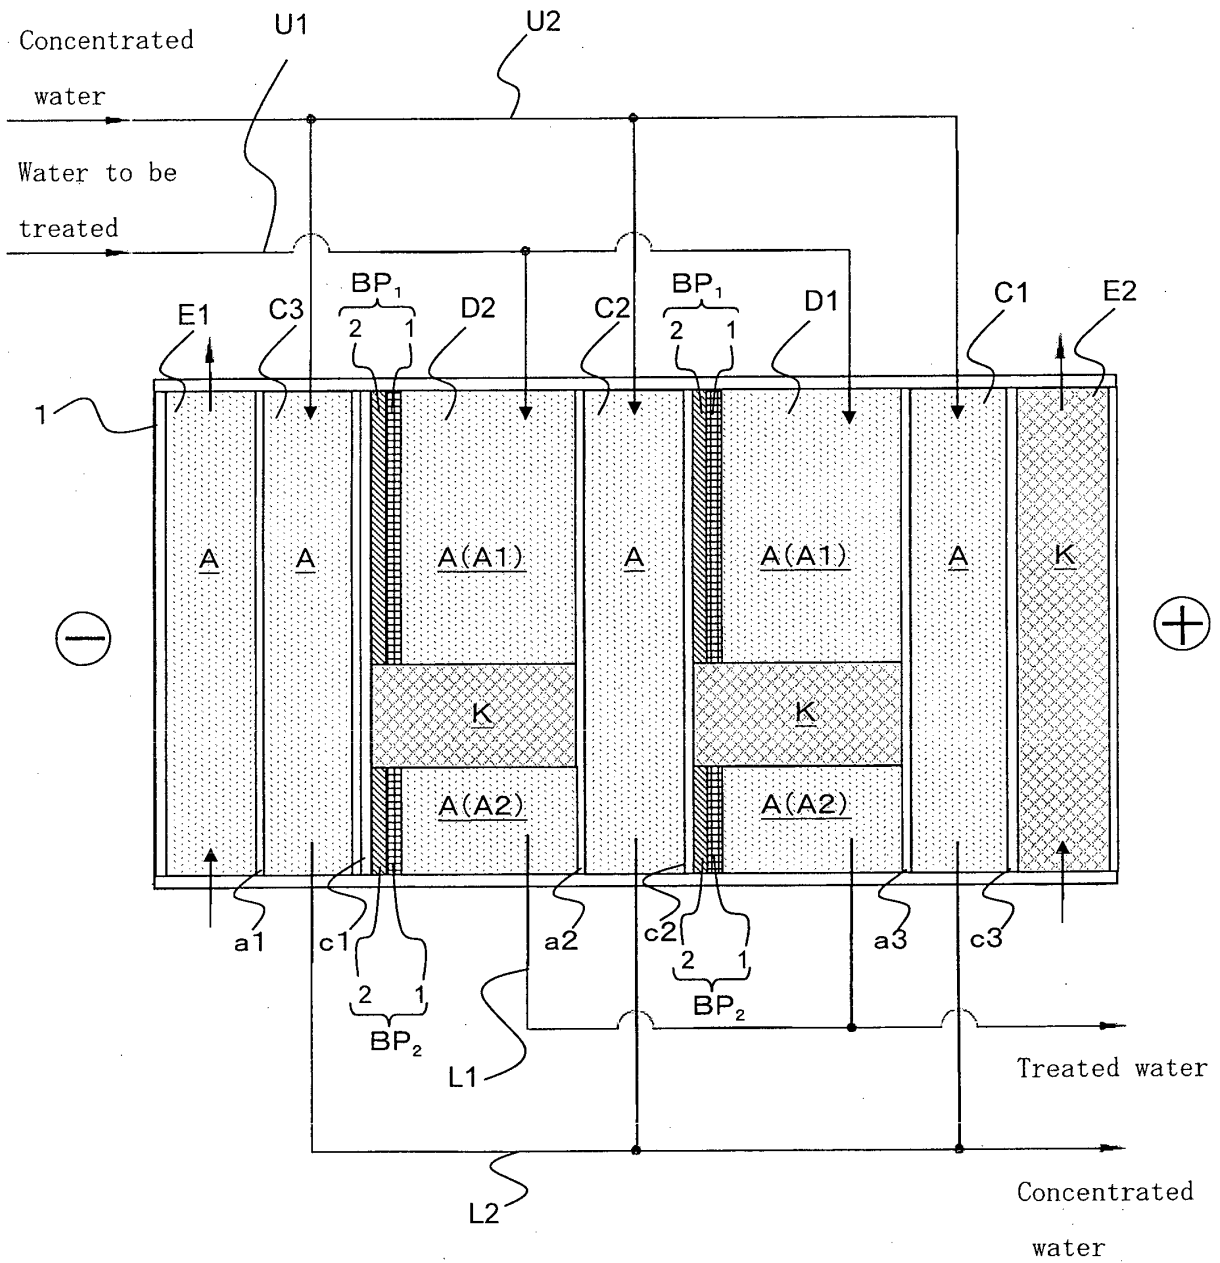 U1
U2
Concentrated
water
Water to be
treated
BP₁
2 1
BP₁
2 1
E1
C3
D2
C2
D1
C1
E2
1
A
A
A(A1)
A
A(A1)
A
K
−
+
K
K
A(A2)
A(A2)
a1
c1
a2
c2
a3
c3
2 1
BP₂
2 1
BP₂
L1
Treated water
L2
Concentrated
water